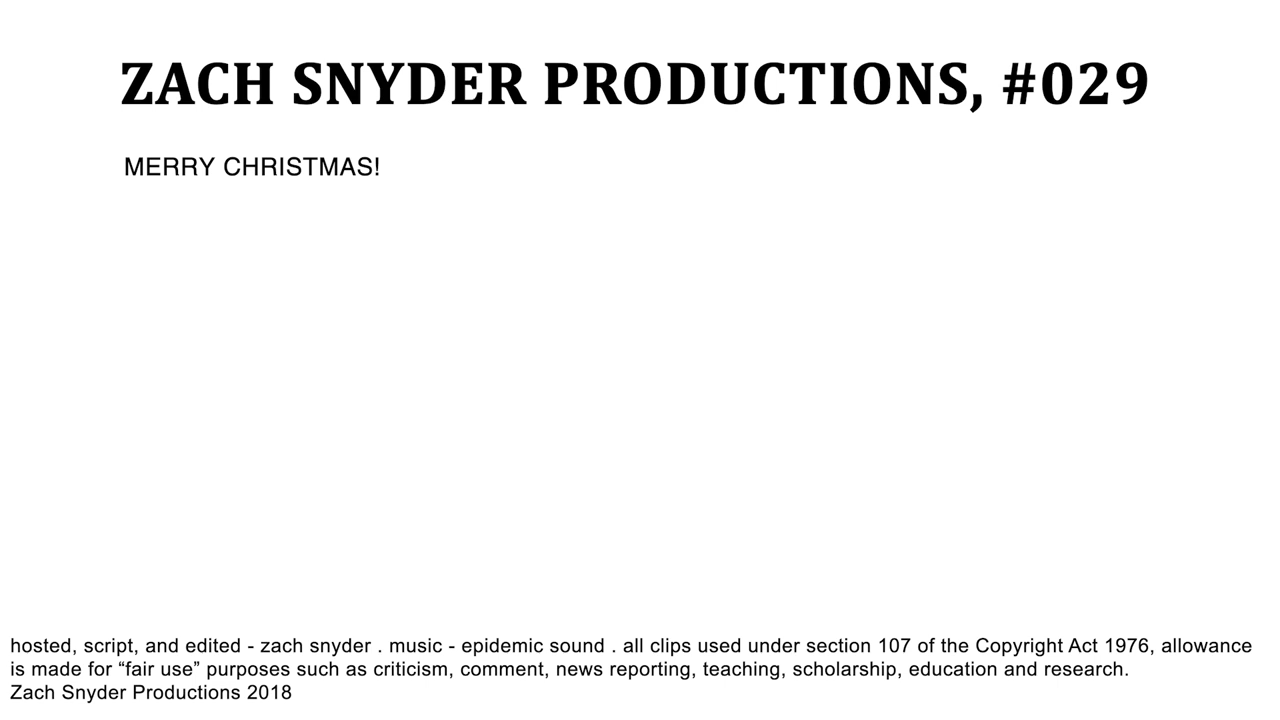 ZACH SNYDER PRODUCTIONS, #029
MERRY CHRISTMAS!
hosted, script, and edited - zach snyder . music - epidemic sound . all clips used under section 107 of the Copyright Act 1976, allowance
is made for “fair use” purposes such as criticism, comment, news reporting, teaching, scholarship, education and research.
Zach Snyder Productions 2018